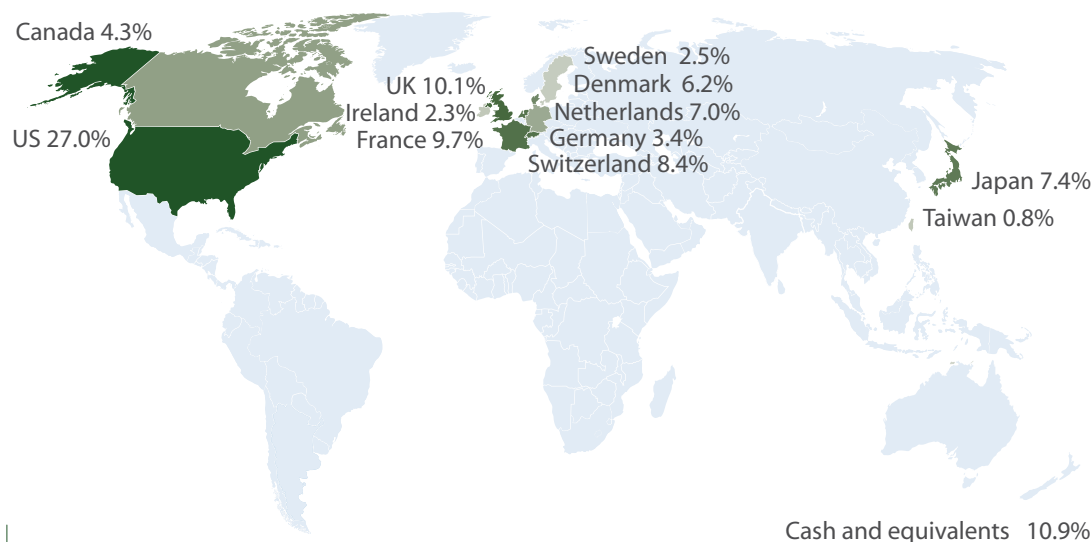 Canada 4.3%
US 27.0%
UK 10.1%
Ireland 2.3%
France 9.7%
Sweden 2.5%
Denmark 6.2%
Netherlands 7.0%
Germany 3.4%
Switzerland 8.4%
Japan 7.4%
Taiwan 0.8%
Cash and equivalents 10.9%